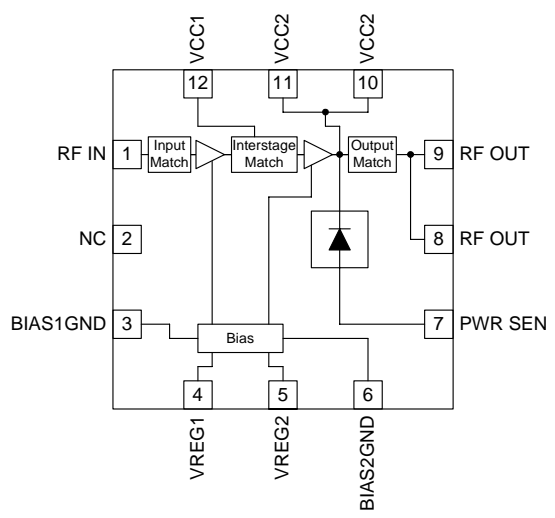 VCC1
VCC2
VCC2
12
11
10
RF IN
1
Input
Match
Interstage
Match
Output
Match
9
RF OUT
NC
2
8
RF OUT
BIAS1GND
3
Bias
7
PWR SEN
4
5
6
VREG1
VREG2
BIAS2GND